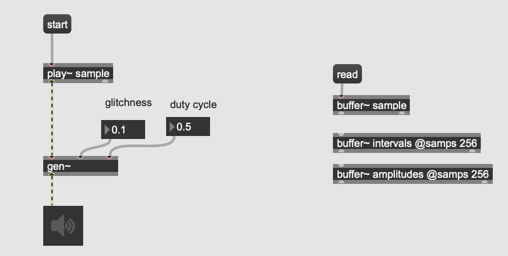 start
play~ sample
glitchness
duty cycle
0.1
0.5
gen~
read
buffer~ sample
buffer~ intervals @samps 256
buffer~ amplitudes @samps 256